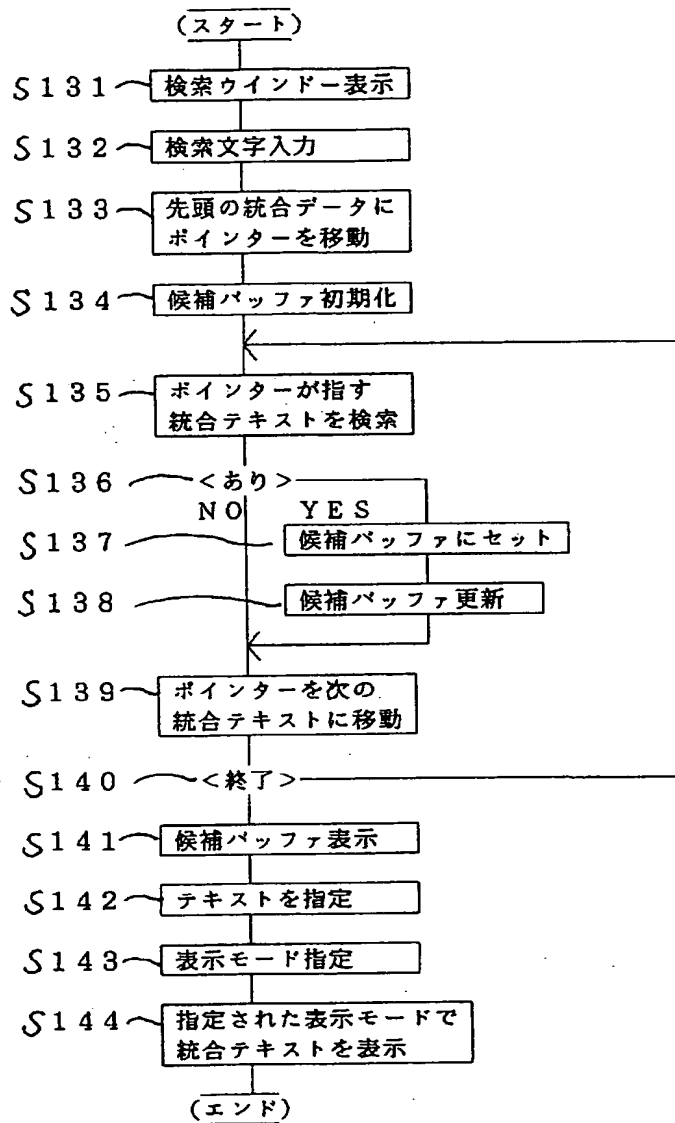 (スタート)
S131 検索ウインドー表示
S132 検索文字入力
S133 先頭の統合データに
ポインターを移動
S134 候補バッファ初期化
S135 ポインターが指す
統合テキストを検索
S136 <あり>
NO YES
S137 候補バッファにセット
S138 候補バッファ更新
S139 ポインターを次の
統合テキストに移動
S140 <終了>
S141 候補バッファ表示
S142 テキストを指定
S143 表示モード指定
S144 指定された表示モードで
統合テキストを表示
(エンド)